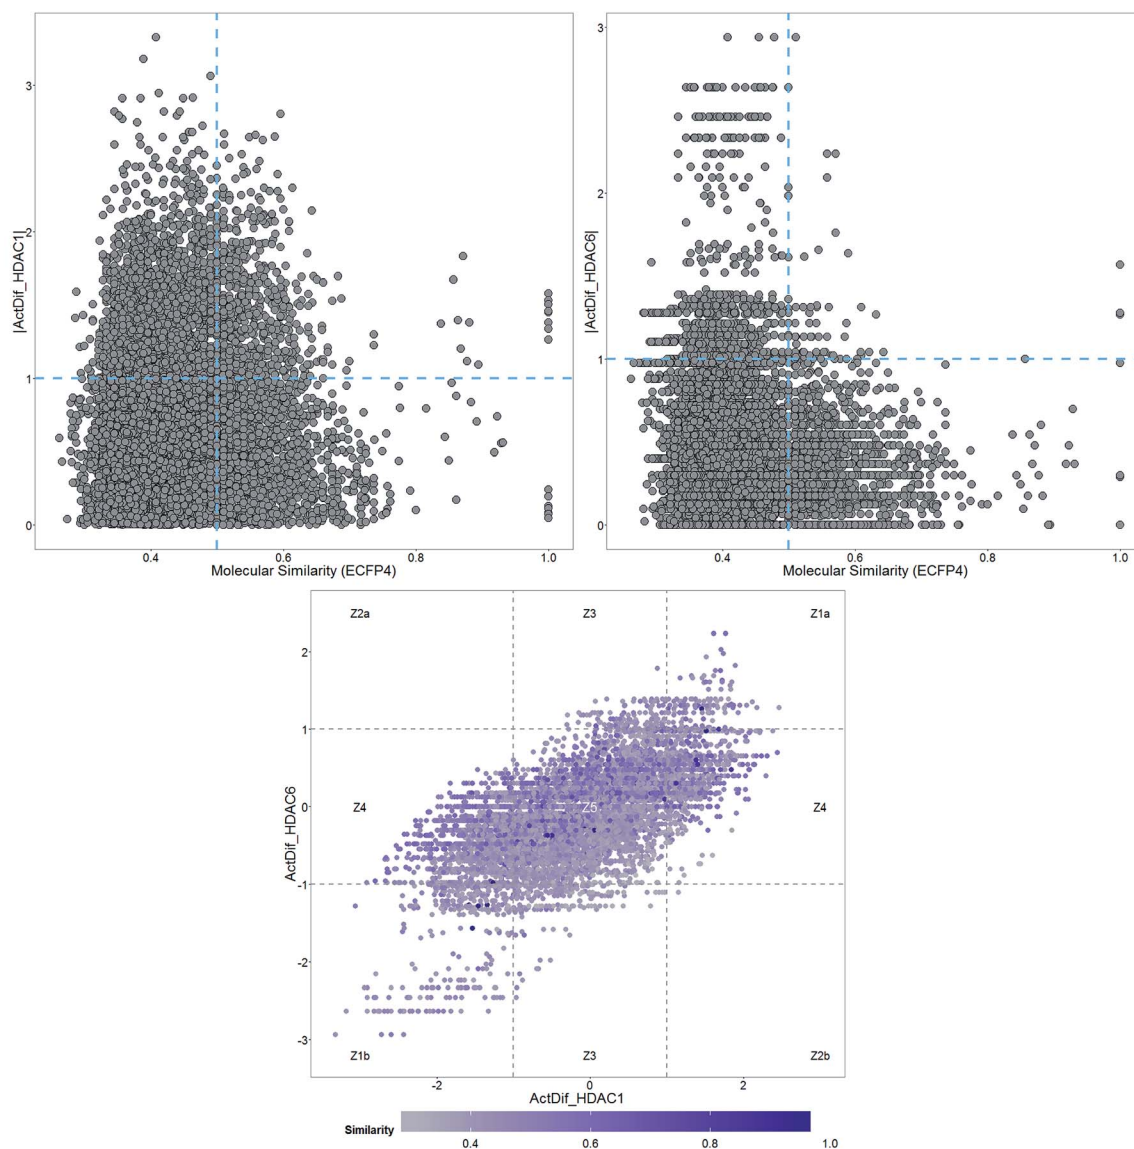 |ActDif_HDAC1|
3
2
1
0
0.4 0.6 0.8 1.0
Molecular Similarity (ECFP4)
|ActDif_HDAC6|
3
2
1
0
0.4 0.6 0.8 1.0
Molecular Similarity (ECFP4)
Z2a Z3 Z1a
ActDif_HDAC6
2
1
Z4 0 Z5 Z4
-1
-2
-3
Z1b Z3 Z2b
-2 0 2
ActDif_HDAC1
Similarity
0.4 0.6 0.8 1.0